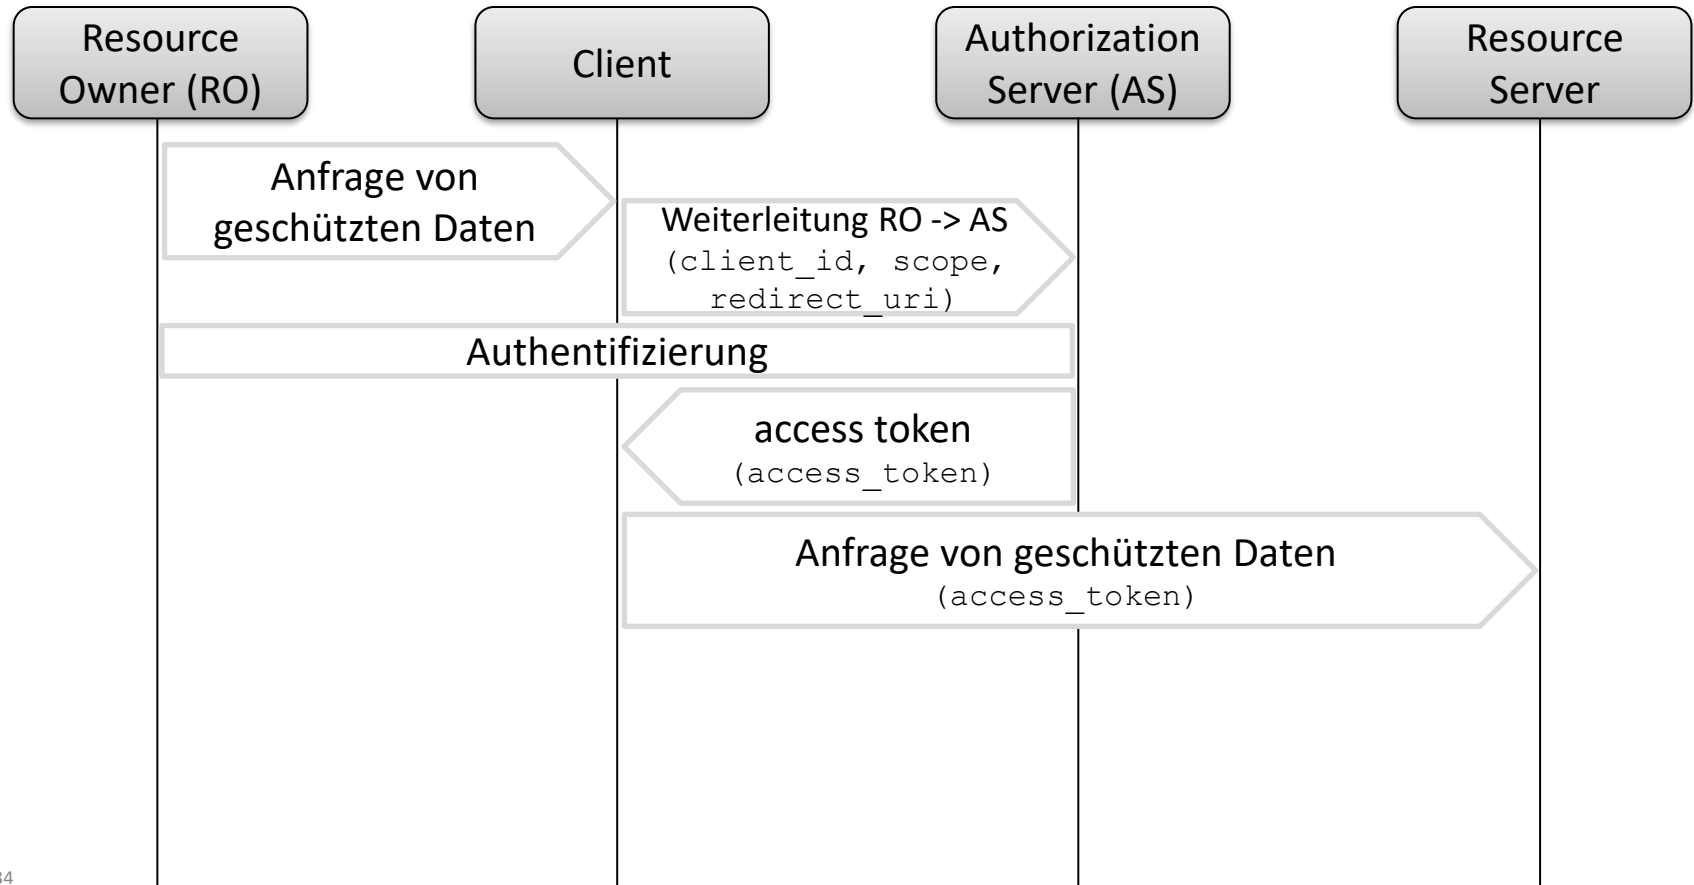 Resource
Owner (RO)
Client
Authorization
Server (AS)
Resource
Server
Anfrage von
geschützten Daten
Weiterleitung RO -> AS
(client_id, scope,
redirect_uri)
Authentifizierung
access token
(access_token)
Anfrage von geschützten Daten
(access_token)